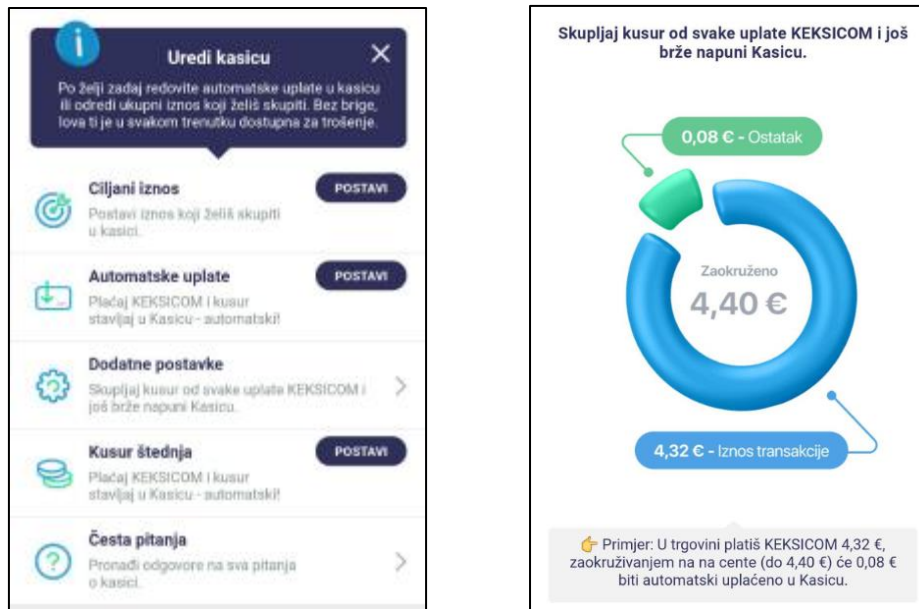 Uredi kasicu
Po želji zadaj redovite automatske uplate u kasicu
ili odredi ukupni iznos koji želiš skupiti. Bez brige,
lova ti je u svakom trenutku dostupna za trošenje.
Ciljani iznos
POSTAVI
Postavi iznos koji želiš skupiti
u kasici.
Automatske uplate
POSTAVI
Plaćaj KEKSICOM i kusur
stavljaj u Kasicu - automatski!
Dodatne postavke
Skupljaj kusur od svake uplate KEKSICOM i
još brže napuni Kasicu.
Kusur štednja
POSTAVI
Plaćaj KEKSICOM i kusur
stavljaj u Kasicu - automatski!
Česta pitanja
Pronađi odgovore na sva pitanja
o kasici.
Skupljaj kusur od svake uplate KEKSICOM i još
brže napuni Kasicu.
0,08 € - Ostatak
Zaokruženo
4,40 €
4,32 € - Iznos transakcije
👉 Primjer: U trgovini platiš KEKSICOM 4,32 €,
zaokruživanjem na na cente (do 4,40 €) će 0,08 €
biti automatski uplaćeno u Kasicu.